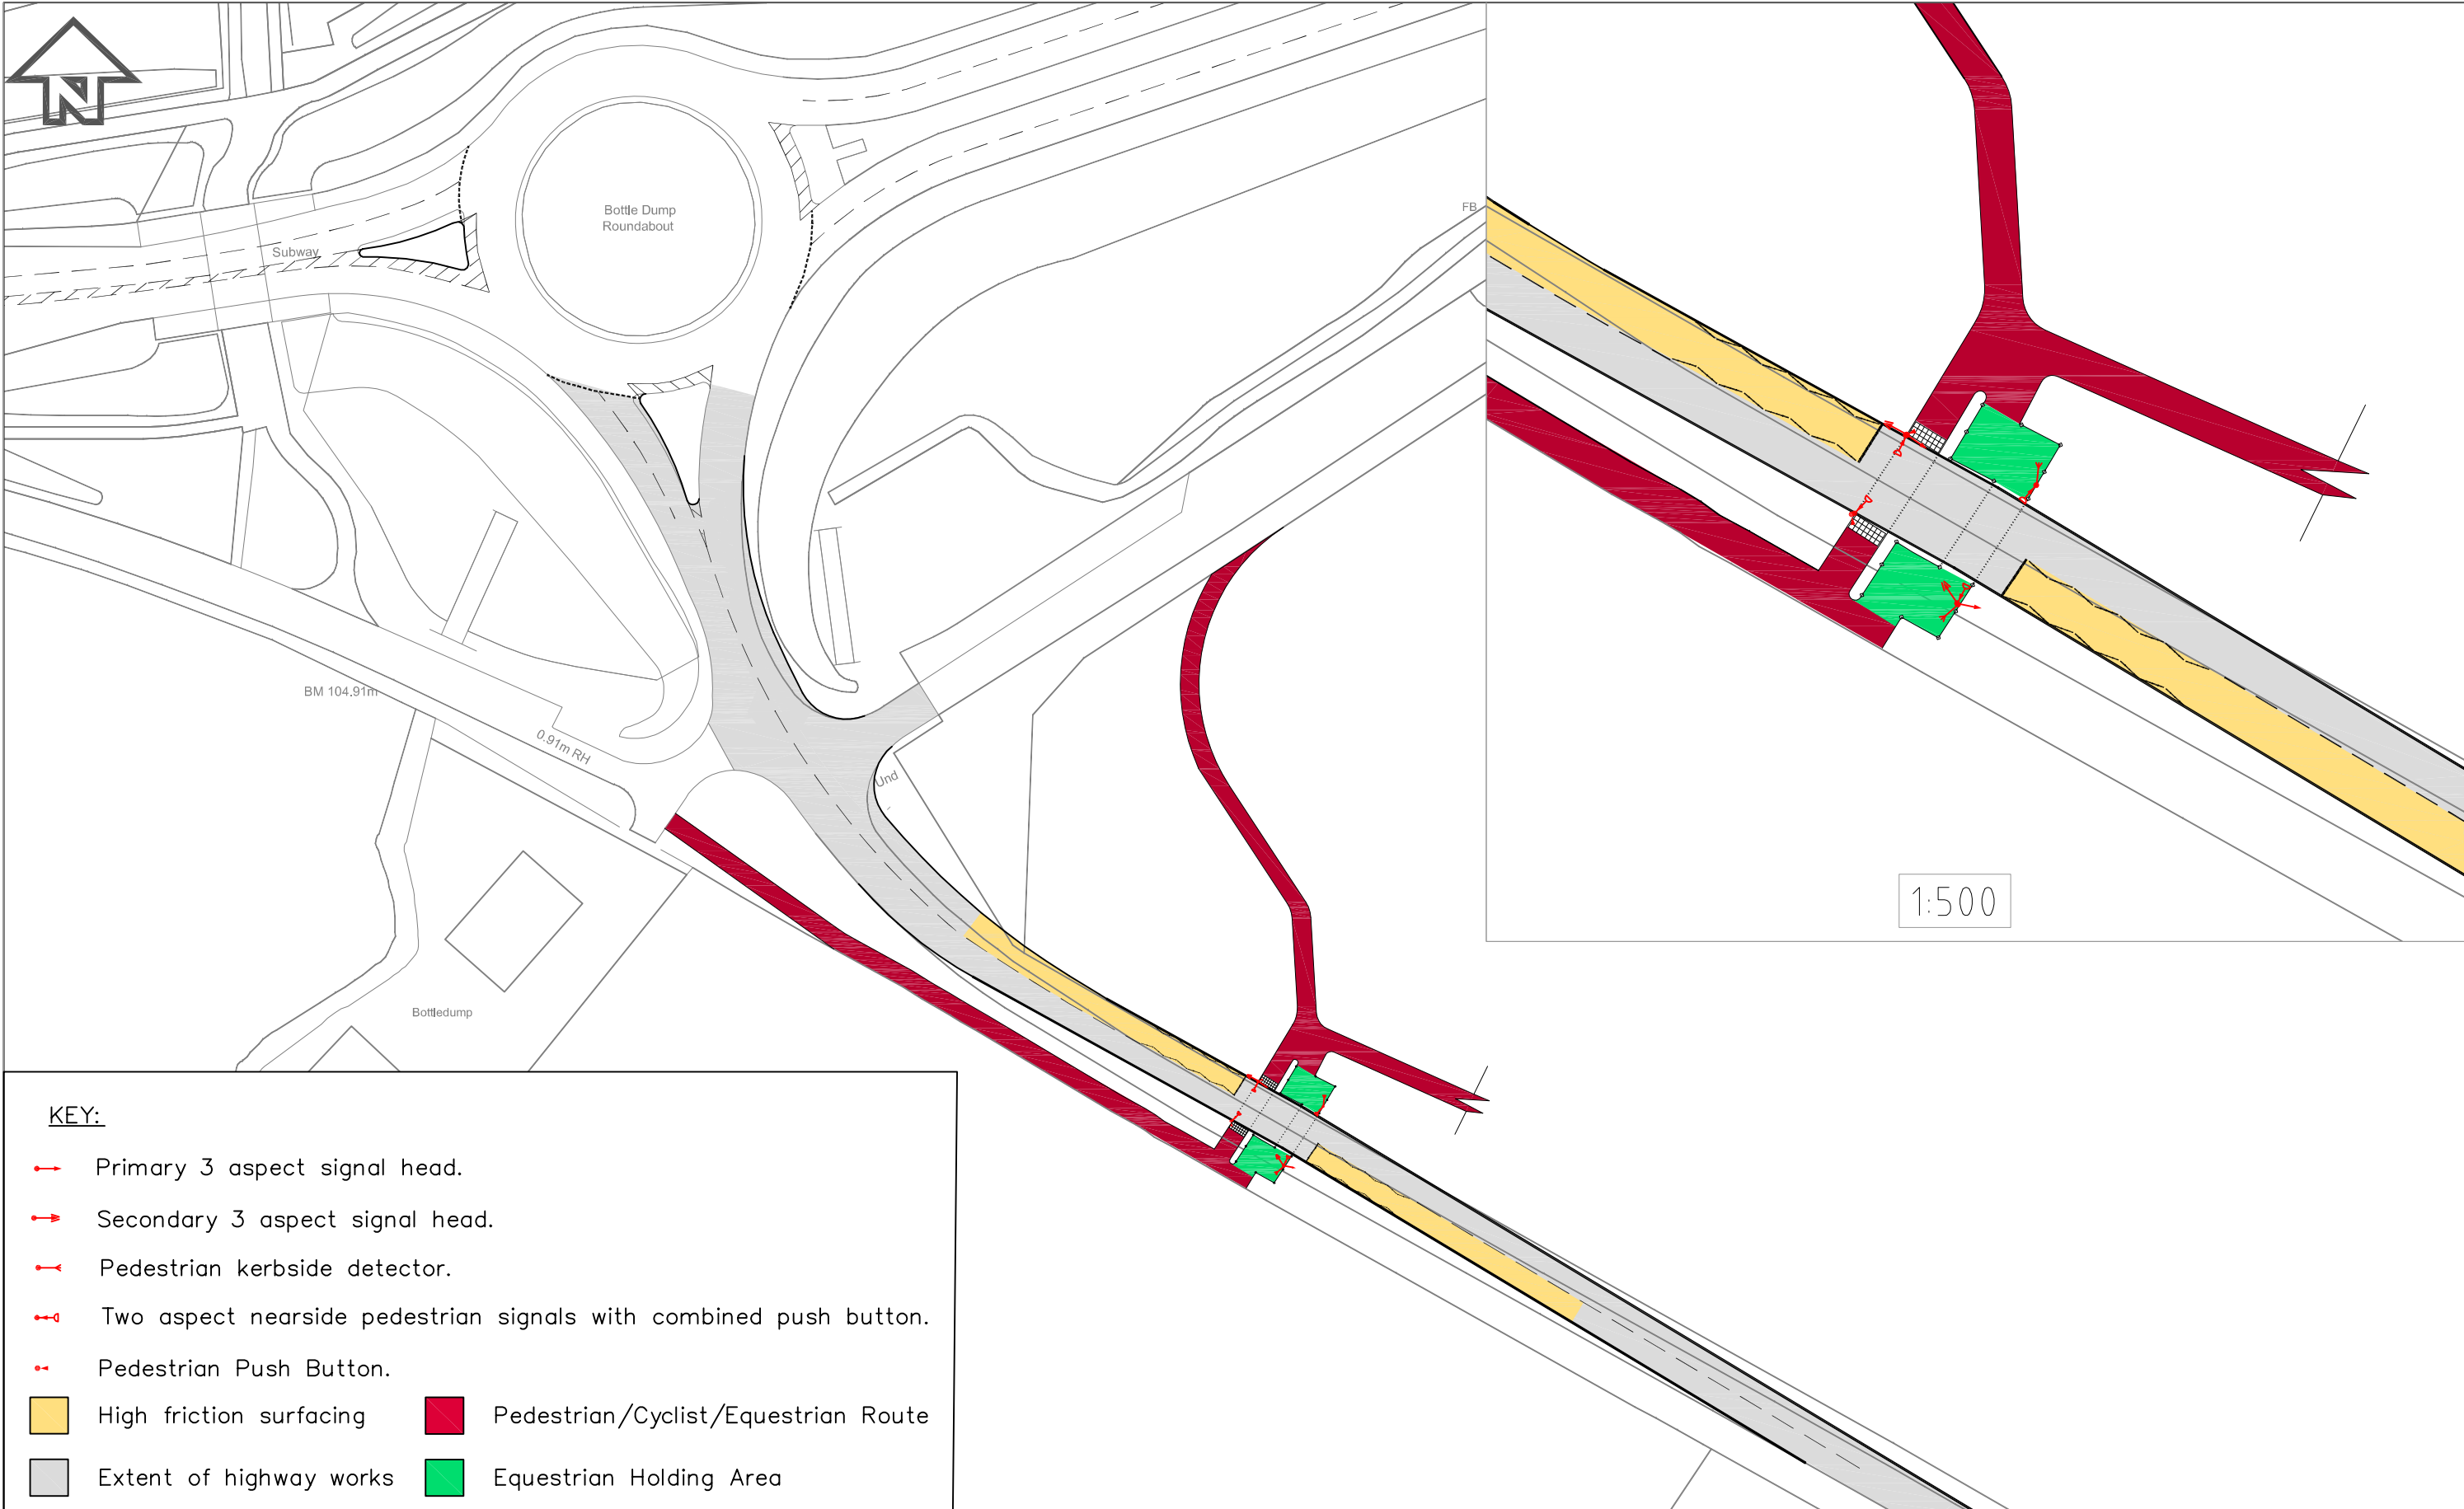 N
Bottle Dump
Roundabout
Subway
FB
BM 104.91m
0.91m RH
Und
Bottledump
1:500
KEY:
Primary 3 aspect signal head.
Secondary 3 aspect signal head.
Pedestrian kerbside detector.
Two aspect nearside pedestrian signals with combined push button.
Pedestrian Push Button.
High friction surfacing
Pedestrian/Cyclist/Equestrian Route
Extent of highway works
Equestrian Holding Area